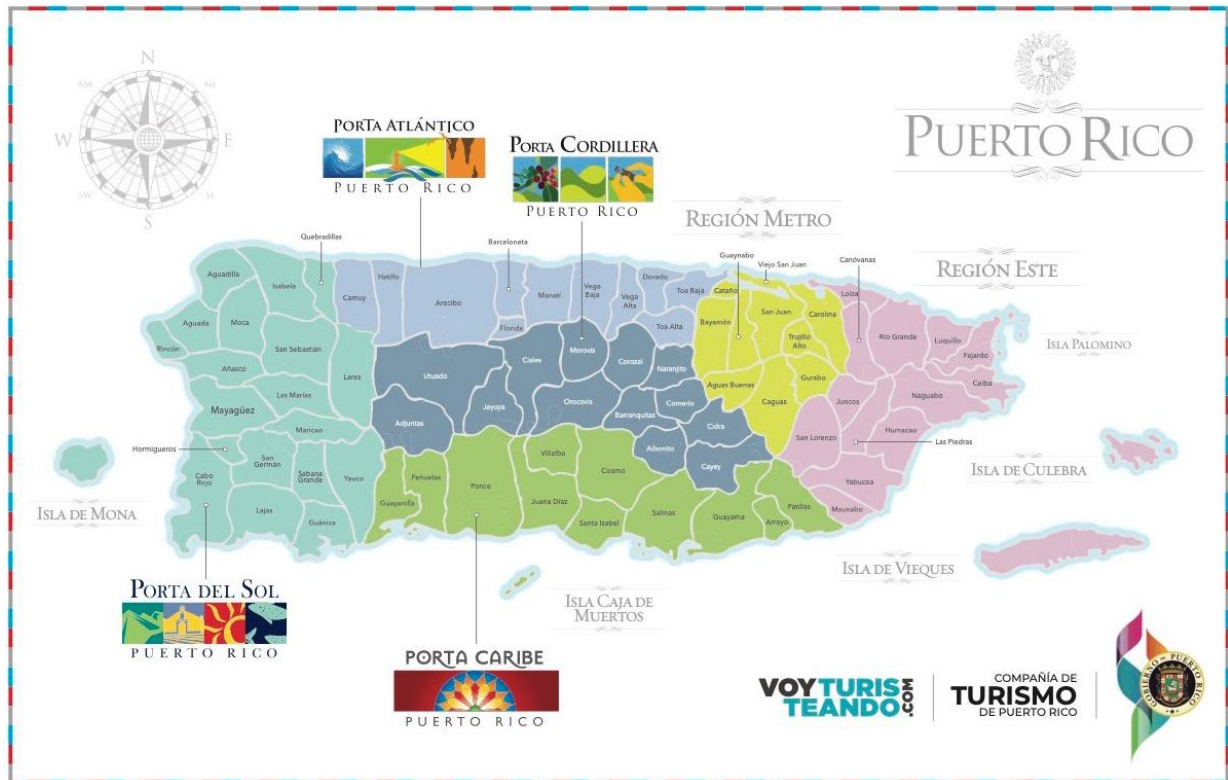 N
NW
NE
W
E
SW
S
PUERTO RICO
PORTA ATLÁNTICO
PUERTO RICO
PORTA CORDILLERA
PUERTO RICO
REGIÓN METRO
REGIÓN ESTE
Quebradillas
Barceloneta
Guaynabo
Viejo San Juan
Canóvanas
Aguadilla
Isabela
Camuy
Hatillo
Arecibo
Florida
Manatí
Vega
Baja
Vega
Alta
Dorado
Toa Baja
Toa Alta
Cataño
Bayamón
San Juan
Carolina
Trujillo
Alto
Loíza
Río Grande
Luquillo
Fajardo
Ceiba
ISLA PALOMINO
Aguada
Moca
Rincón
San Sebastián
Añasco
Lares
Las Marías
Mayagüez
Maricao
Hormigueros
San
Germán
Sabana
Grande
Yauco
Cabo
Rojo
Lajas
Guánica
Utuado
Ciales
Morovis
Corozal
Naranjito
Jayuya
Orocovis
Barranquitas
Comerío
Adjuntas
Aibonito
Cidra
Cayey
Aguas Buenas
Gurabo
Caguas
Juncos
Naguabo
Humacao
Las Piedras
San Lorenzo
Yabucoa
Maunabo
Guayanilla
Peñuelas
Ponce
Villalba
Juana Díaz
Coamo
Santa Isabel
Salinas
Guayama
Arroyo
Patillas
ISLA DE MONA
ISLA DE CULEBRA
ISLA DE VIEQUES
ISLA CAJA DE
MUERTOS
PORTA DEL SOL
PUERTO RICO
PORTA CARIBE
PUERTO RICO
VOYTURIS
TEANDO.COM
COMPAÑÍA DE
TURISMO
DE PUERTO RICO
GOBIERNO DE PUERTO RICO